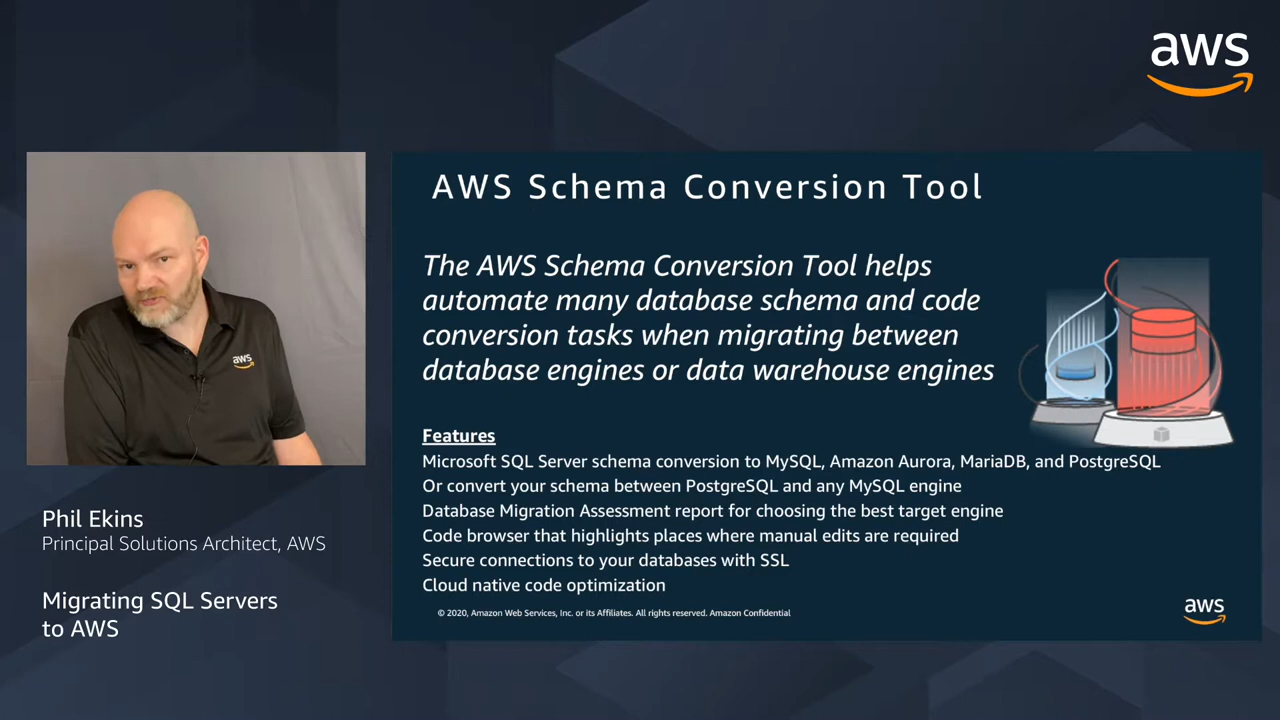 aws
AWS Schema Conversion Tool
The AWS Schema Conversion Tool helps
automate many database schema and code
conversion tasks when migrating between
database engines or data warehouse engines
Features
Microsoft SQL Server schema conversion to MySQL, Amazon Aurora, MariaDB, and PostgreSQL
Or convert your schema between PostgreSQL and any MySQL engine
Database Migration Assessment report for choosing the best target engine
Code browser that highlights places where manual edits are required
Secure connections to your databases with SSL
Cloud native code optimization
© 2020, Amazon Web Services, Inc. or its Affiliates. All rights reserved. Amazon Confidential
aws
aws
Phil Ekins
Principal Solutions Architect, AWS
Migrating SQL Servers
to AWS